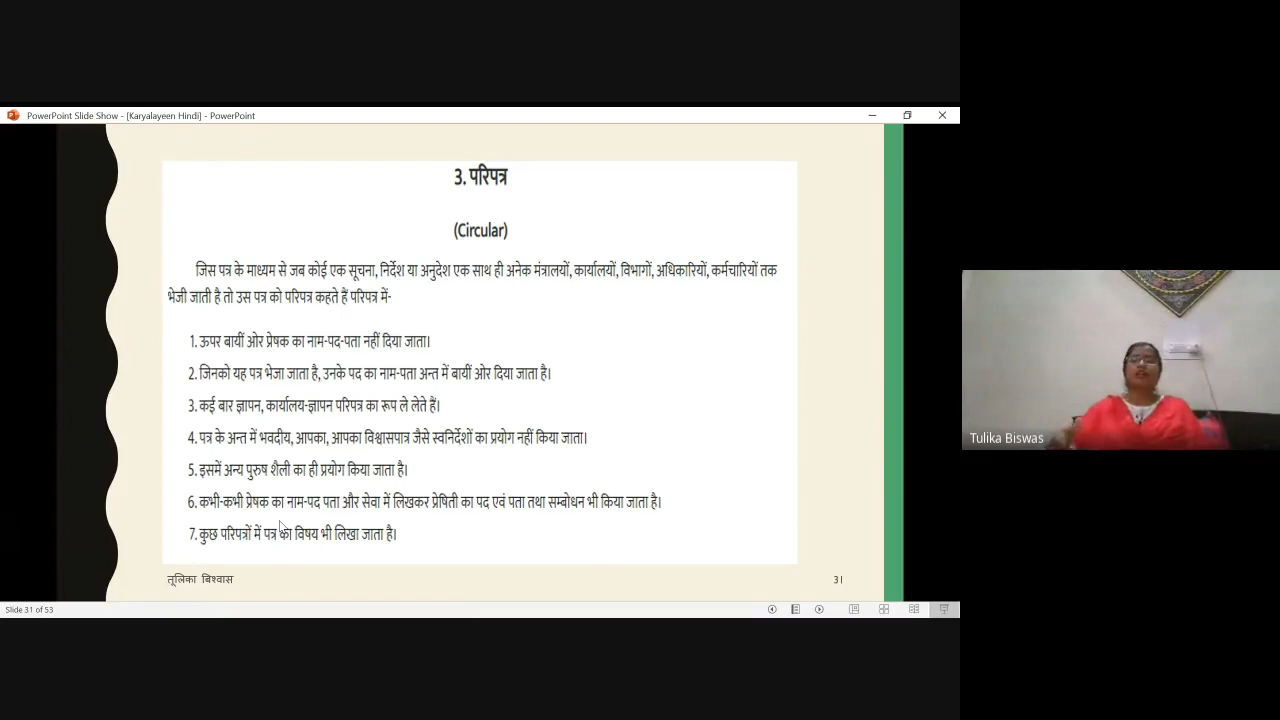 PowerPoint Slide Show - [Karyalayeen Hindi] - PowerPoint
3. परिपत्र
(Circular)
जिस पत्र के माध्यम से जब कोई एक सूचना, निर्देश या अनुदेश एक साथ ही अनेक मंत्रालयों, कार्यालयों, विभागों, अधिकारियों, कर्मचारियों तक
भेजी जाती है तो उस पत्र को परिपत्र कहते हैं परिपत्र में-
1. ऊपर बायीं ओर प्रेषक का नाम-पद-पता नहीं दिया जाता।
2. जिनको यह पत्र भेजा जाता है, उनके पद का नाम-पता अन्त में बायीं ओर दिया जाता है।
3. कई बार ज्ञापन, कार्यालय-ज्ञापन परिपत्र का रूप ले लेते हैं।
4. पत्र के अन्त में भवदीय, आपका, आपका विश्वासपात्र जैसे स्वनिर्देशों का प्रयोग नहीं किया जाता।
5. इसमें अन्य पुरुष शैली का ही प्रयोग किया जाता है।
6. कभी-कभी प्रेषक का नाम-पद पता और सेवा में लिखकर प्रेषिती का पद एवं पता तथा सम्बोधन भी किया जाता है।
7. कुछ परिपत्रों में पत्र का विषय भी लिखा जाता है।
तूलिका बिश्वास
31
Slide 31 of 53
Tulika Biswas